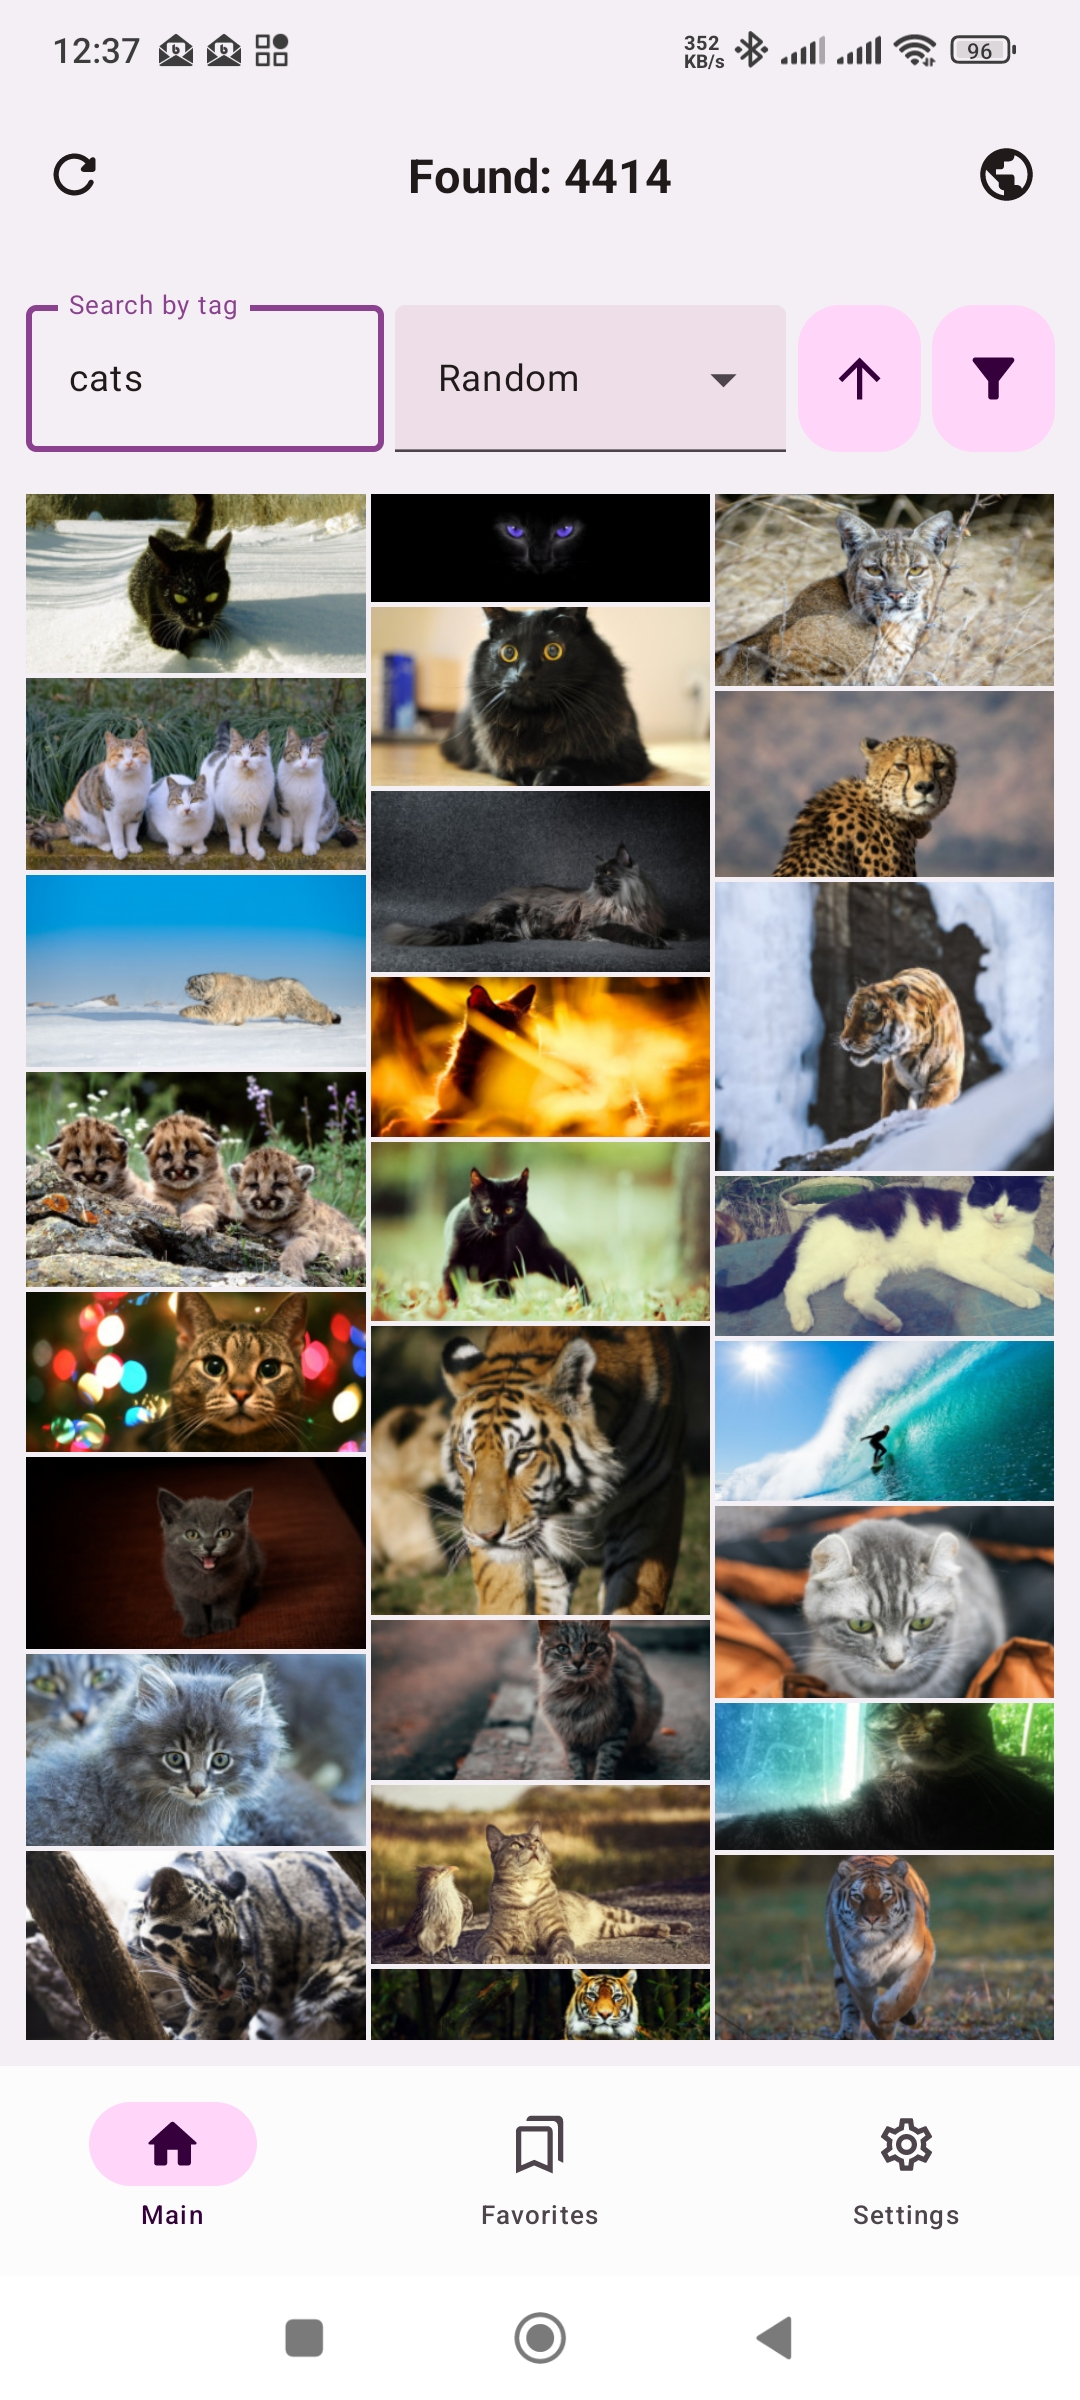 12:37
352
KB/s
96
Found: 4414
Search by tag
cats
Random
Main
Favorites
Settings